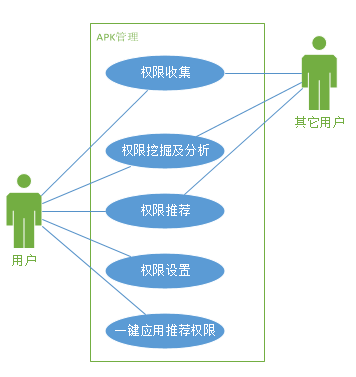 APK管理
权限收集
其它用户
权限挖掘及分析
权限推荐
用户
权限设置
一键应用推荐权限